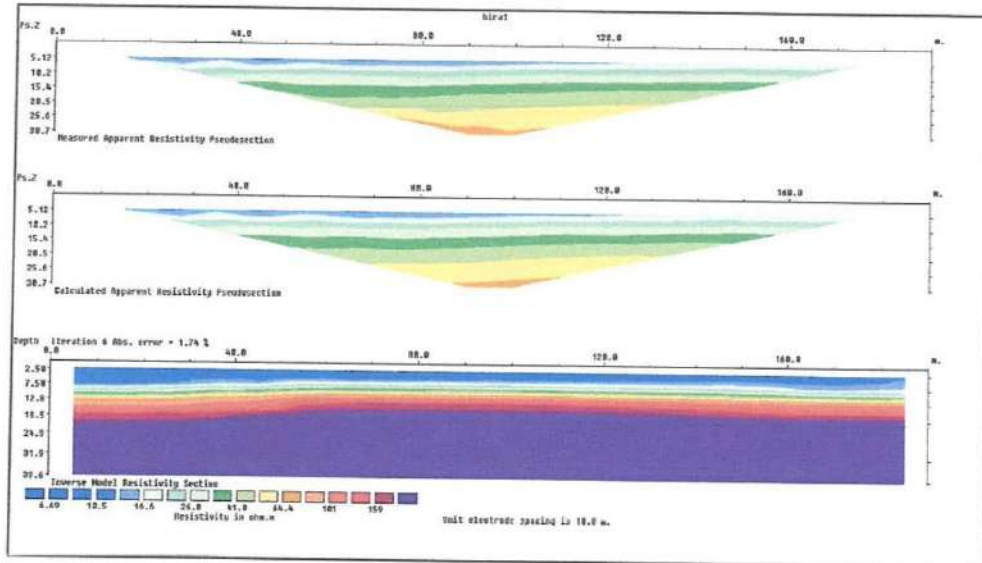 hirat
Ps.Z 0.0 40.0 80.0 120.0 160.0 m.
5.12
10.2
15.4
20.5
25.6
30.7
Measured Apparent Resistivity Pseudosection
Ps.Z 0.0 40.0 80.0 120.0 160.0 m.
5.12
10.2
15.4
20.5
25.6
30.7
Calculated Apparent Resistivity Pseudosection
Depth Iteration 6 Abs. error = 1.74 %
0.0 40.0 80.0 120.0 160.0 m.
2.50
7.50
12.8
18.5
24.9
31.9
39.6
Inverse Model Resistivity Section
6.69 10.5 16.6 26.0 41.0 64.4 101 159
Resistivity in ohm.m
Unit electrode spacing is 10.0 m.